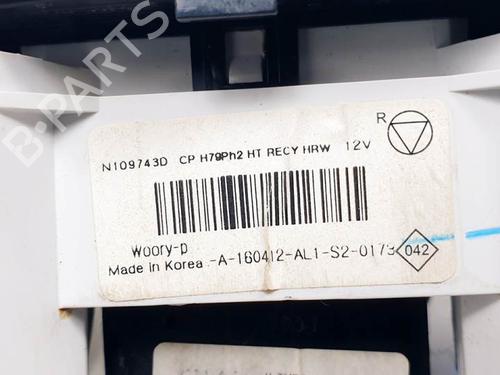 N109743D CP H79Ph2 HT RECY HRW 12V R
Woory-p
Made in Korea -A-160412-AL1-S2-0173 042
B-PARTS